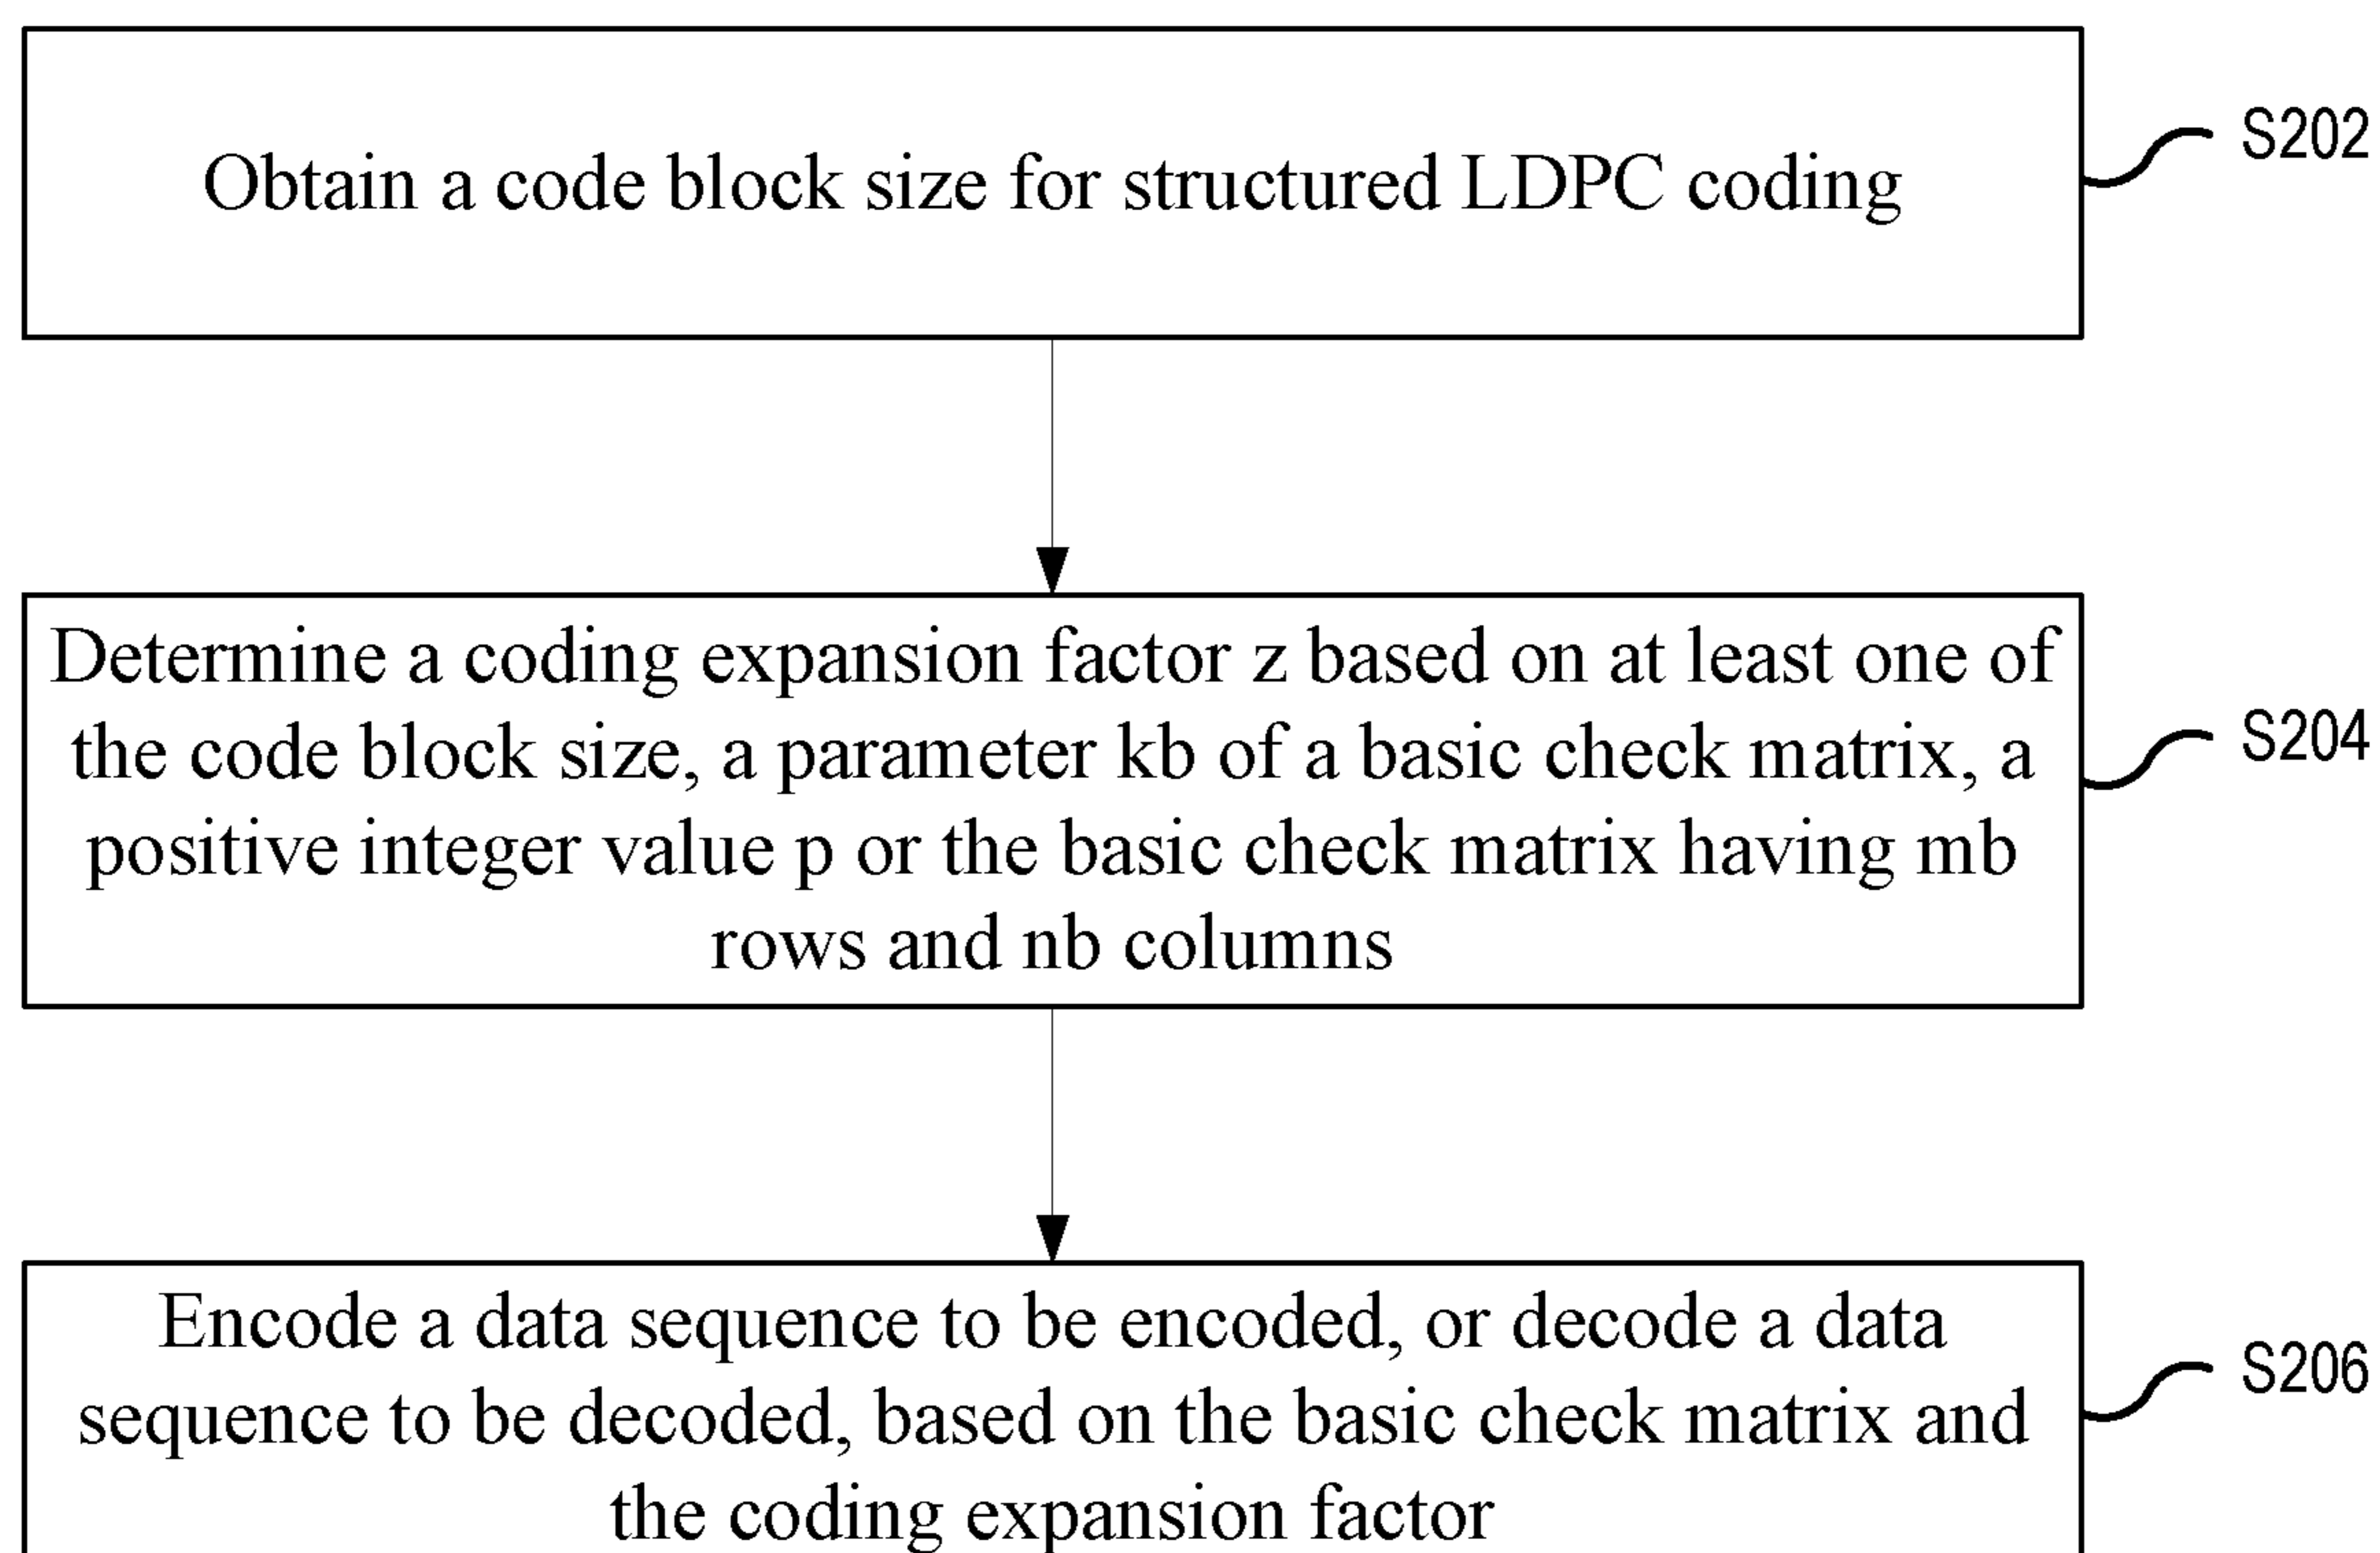 Obtain a code block size for structured LDPC coding
S202
Determine a coding expansion factor z based on at least one of
the code block size, a parameter kb of a basic check matrix, a
positive integer value p or the basic check matrix having mb
rows and nb columns
S204
Encode a data sequence to be encoded, or decode a data
sequence to be decoded, based on the basic check matrix and
the coding expansion factor
S206